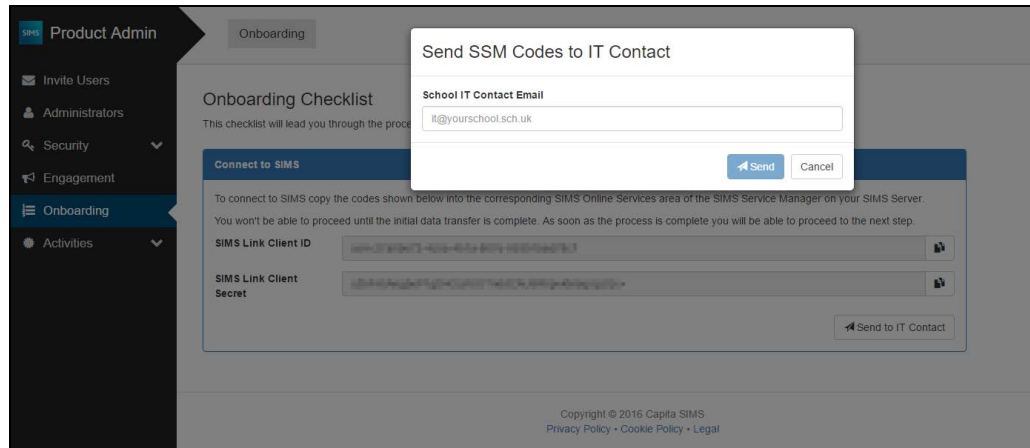 SIMS Product Admin
Invite Users
Administrators
Security
Engagement
Onboarding
Activities
Onboarding
Onboarding Checklist
This checklist will lead you through the proce
Connect to SIMS
To connect to SIMS copy the codes shown below into the corresponding SIMS Online Services area of the SIMS Service Manager on your SIMS Server.
You won't be able to proceed until the initial data transfer is complete. As soon as the process is complete you will be able to proceed to the next step.
SIMS Link Client ID
SIMS Link Client
Secret
Send to IT Contact
Send SSM Codes to IT Contact
School IT Contact Email
it@yourschool.sch.uk
Send Cancel
Copyright © 2016 Capita SIMS
Privacy Policy • Cookie Policy • Legal